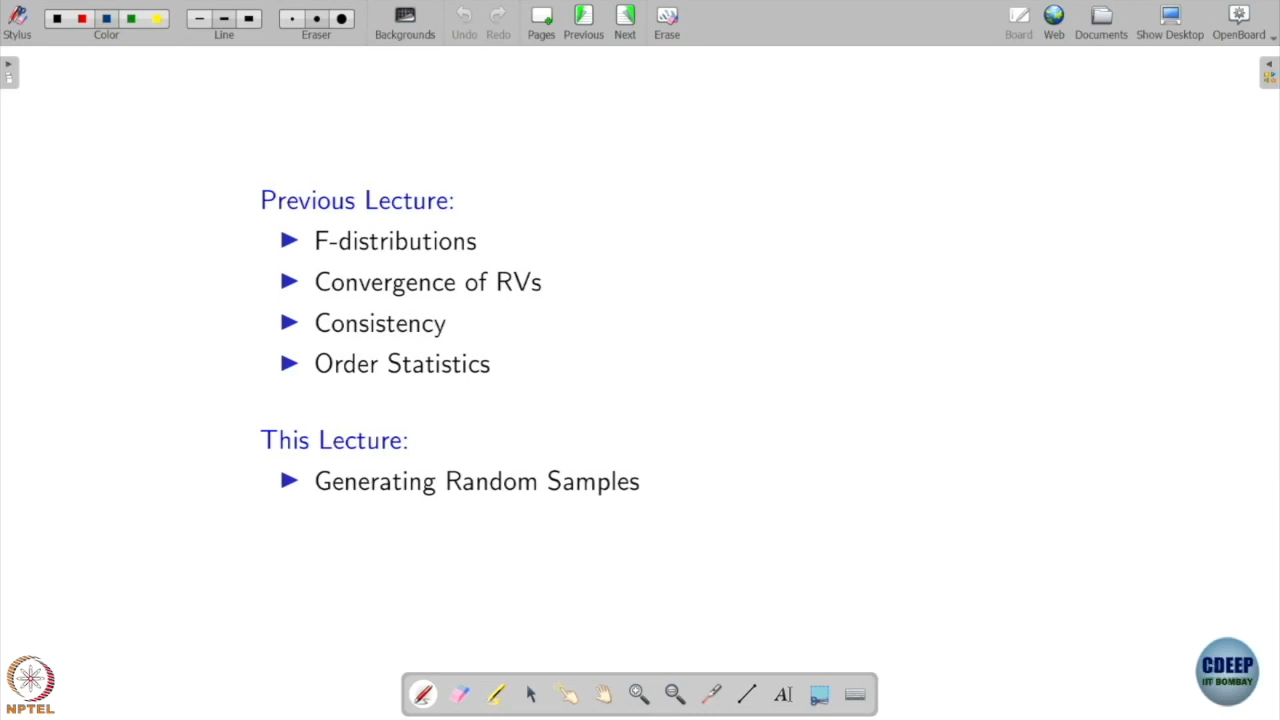 Stylus
Color
Line
Eraser
Backgrounds
Undo
Redo
Pages
Previous
Next
Erase
Board
Web
Documents
Show Desktop
OpenBoard
Previous Lecture:
F-distributions
Convergence of RVs
Consistency
Order Statistics
This Lecture:
Generating Random Samples
NPTEL
AI
CDEEP
IIT BOMBAY